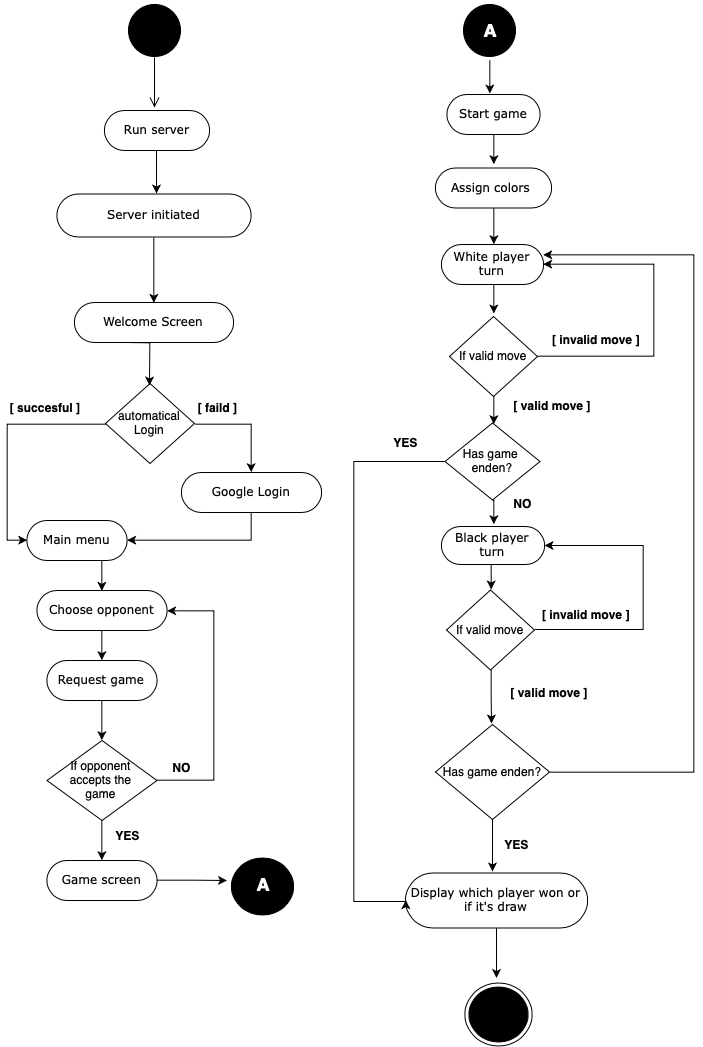 Run server
Server initiated
Welcome Screen
[ succesful ]
[ faild ]
automatical
Login
Google Login
Main menu
Choose opponent
Request game
If opponent
accepts the
game
NO
YES
Game screen
A
A
Start game
Assign colors
White player
turn
If valid move
[ invalid move ]
[ valid move ]
YES
Has game
enden?
NO
Black player
turn
If valid move
[ invalid move ]
[ valid move ]
Has game enden?
YES
Display which player won or
if it's draw